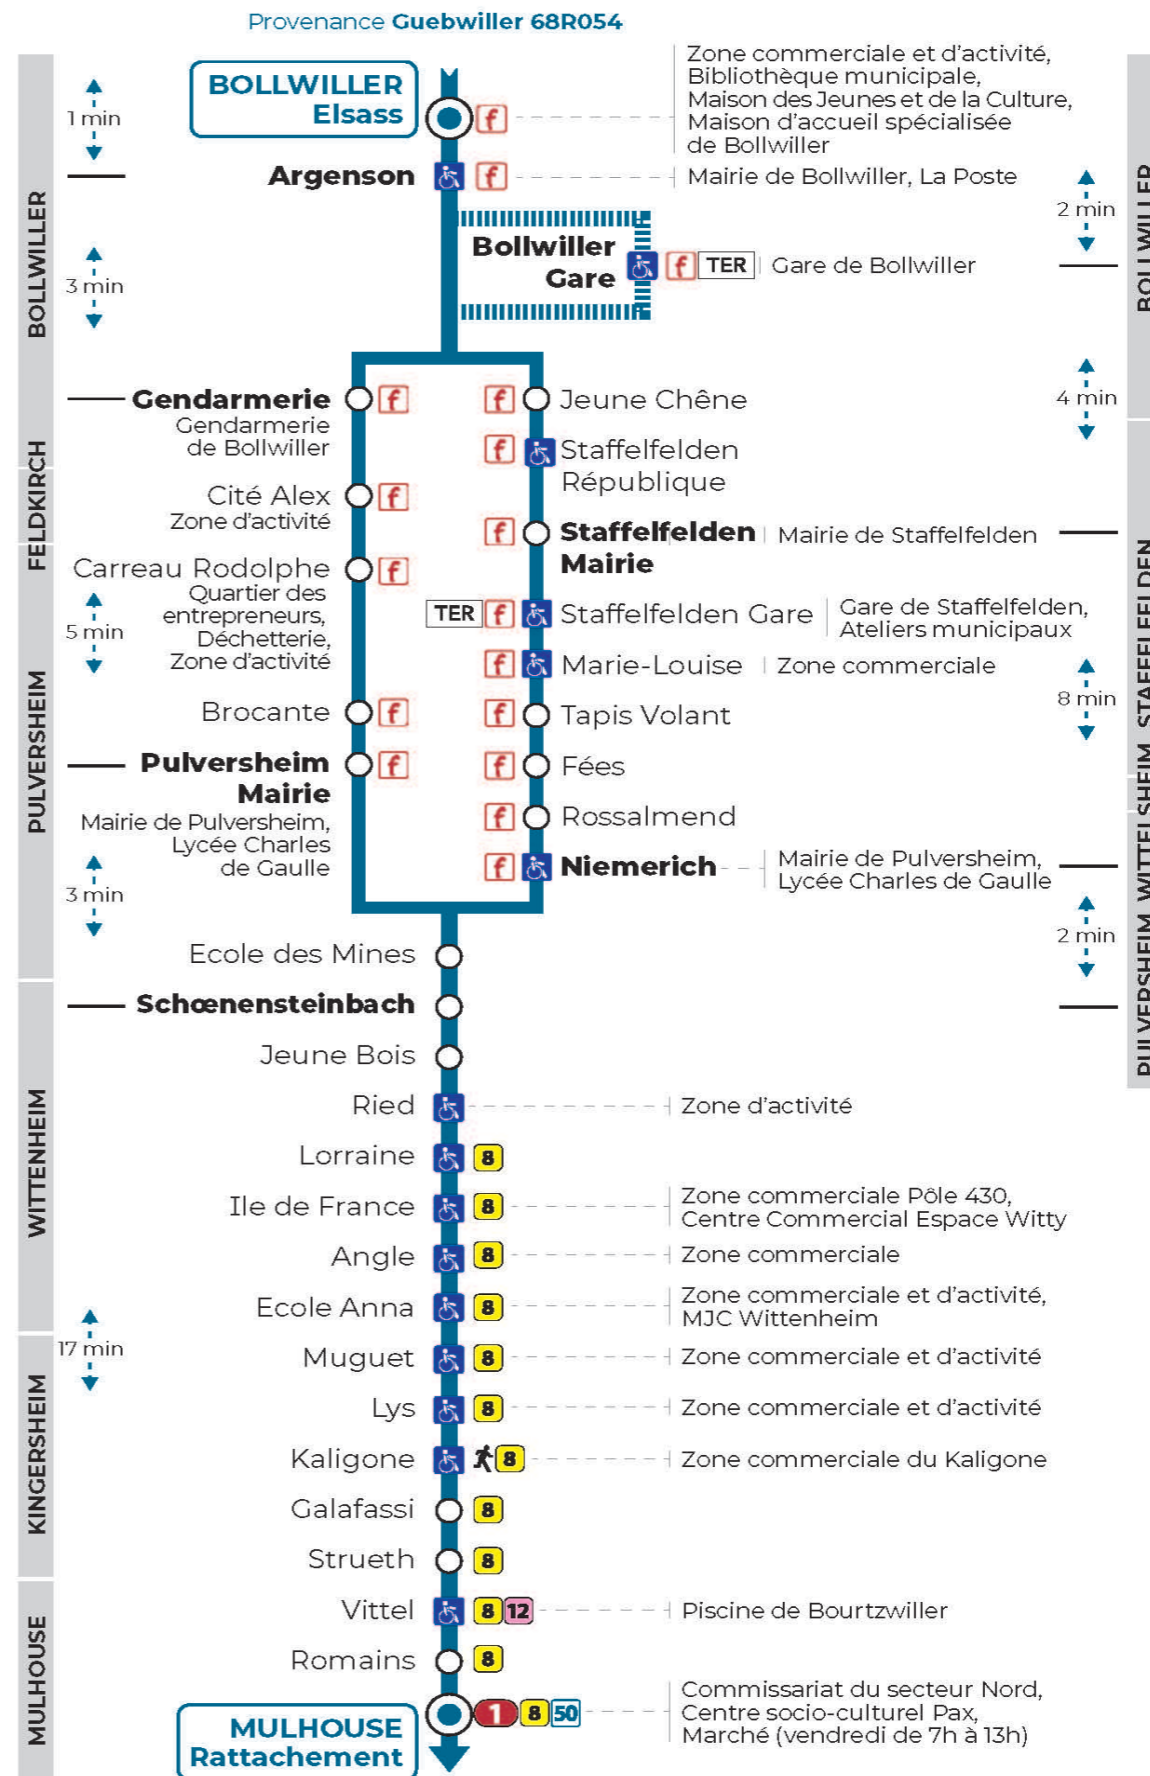 Provenance Guebwiller 68R054
BOLLWILLER
Elsass
f
Zone commerciale et d'activité,
Bibliothèque municipale,
Maison des Jeunes et de la Culture,
Maison d'accueil spécialisée
de Bollwiller
1 min
Argenson
f
Mairie de Bollwiller, La Poste
BOLLWILLER
2 min
BOLLWILLER
Bollwiller
Gare
f
TER
Gare de Bollwiller
3 min
Gendarmerie
f
Gendarmerie
de Bollwiller
f
Jeune Chêne
4 min
f
Staffelfelden
République
FELDKIRCH
Cité Alex
f
Zone d'activité
f
Staffelfelden
Mairie
Mairie de Staffelfelden
STAFFELFELDEN
Carreau Rodolphe
f
Quartier des
entrepreneurs,
Déchetterie,
Zone d'activité
5 min
TER
f
Staffelfelden Gare
Gare de Staffelfelden,
Ateliers municipaux
f
Marie-Louise
Zone commerciale
8 min
PULVERSHEIM
Brocante
f
f
Tapis Volant
Pulversheim
Mairie
f
Mairie de Pulversheim,
Lycée Charles
de Gaulle
f
Fées
WITTELSHEIM
f
Rossalmend
f
Niemerich
Mairie de Pulversheim,
Lycée Charles de Gaulle
3 min
2 min
PULVERSHEIM
Ecole des Mines
Schœnensteinbach
Jeune Bois
WITTENHEIM
Ried
Zone d'activité
Lorraine
8
Ile de France
8
Zone commerciale Pôle 430,
Centre Commercial Espace Witty
Angle
8
Zone commerciale
Ecole Anna
8
Zone commerciale et d'activité,
MJC Wittenheim
17 min
KINGERSHEIM
Muguet
8
Zone commerciale et d'activité
Lys
8
Zone commerciale et d'activité
Kaligone
8
Zone commerciale du Kaligone
Galafassi
8
Strueth
8
MULHOUSE
Vittel
8
12
Piscine de Bourtzwiller
Romains
8
MULHOUSE
Rattachement
1
8
50
Commissariat du secteur Nord,
Centre socio-culturel Pax,
Marché (vendredi de 7h à 13h)